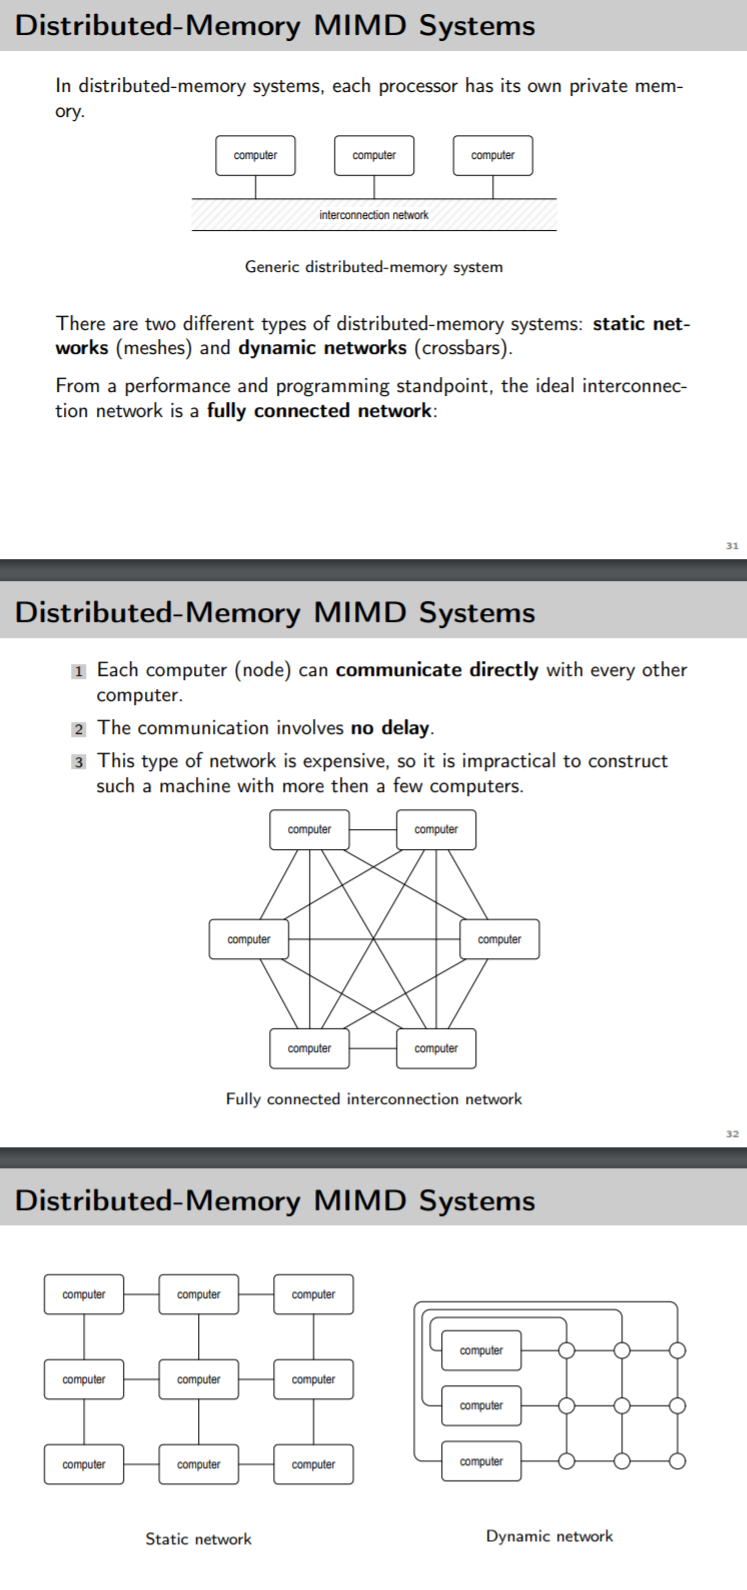 Distributed-Memory MIMD Systems
In distributed-memory systems, each processor has its own private mem-
ory.
computer computer computer
interconnection network
Generic distributed-memory system
There are two different types of distributed-memory systems: static net-
works (meshes) and dynamic networks (crossbars).
From a performance and programming standpoint, the ideal interconnec-
tion network is a fully connected network:
31
Distributed-Memory MIMD Systems
1 Each computer (node) can communicate directly with every other
computer.
2 The communication involves no delay.
3 This type of network is expensive, so it is impractical to construct
such a machine with more then a few computers.
computer computer
computer computer
computer computer
Fully connected interconnection network
32
Distributed-Memory MIMD Systems
computer computer computer
computer computer computer
computer computer computer
Static network
computer
computer
computer
Dynamic network